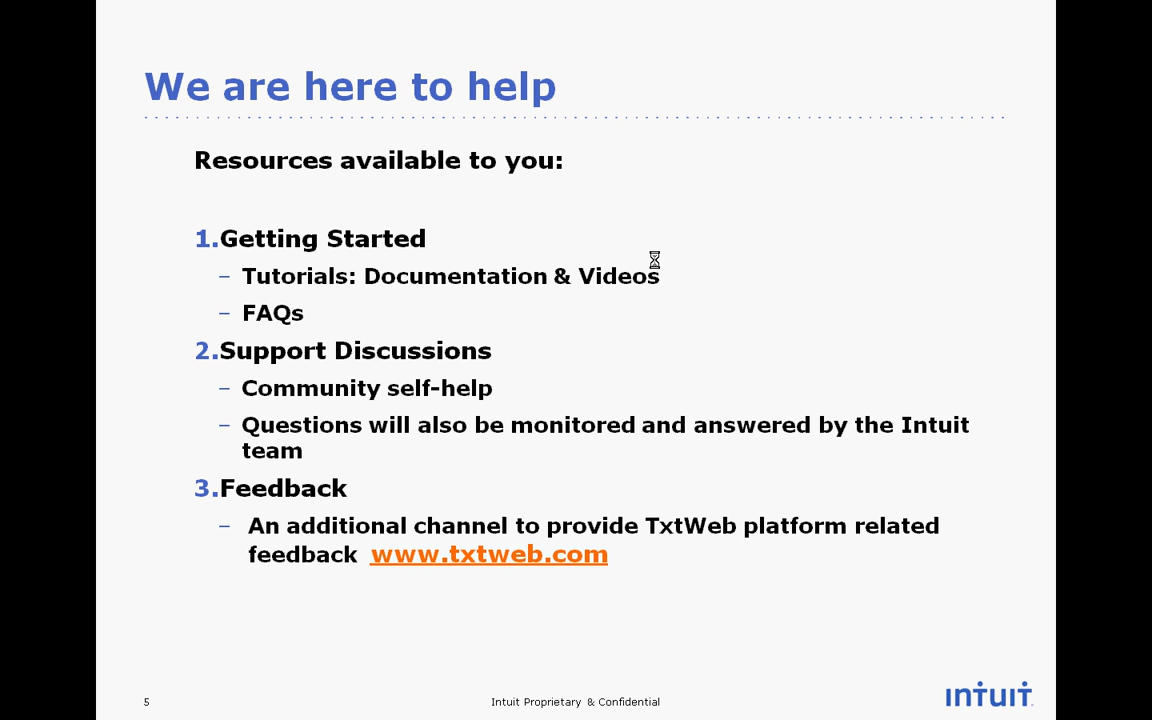 We are here to help
Resources available to you:
1.Getting Started
– Tutorials: Documentation & Videos
– FAQs
2.Support Discussions
– Community self-help
– Questions will also be monitored and answered by the Intuit
team
3.Feedback
– An additional channel to provide TxtWeb platform related
feedback www.txtweb.com
5
Intuit Proprietary & Confidential
intuit